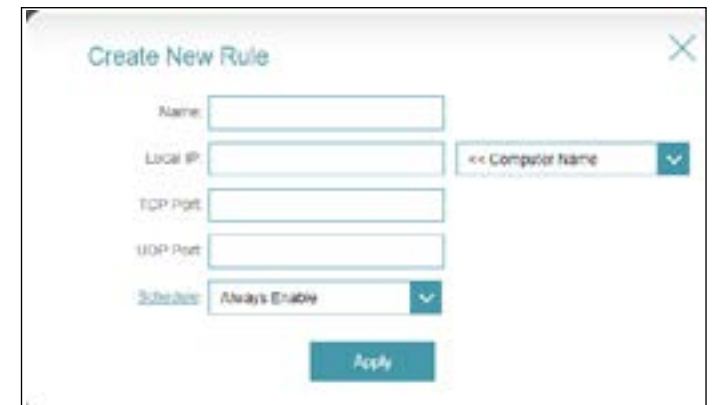 Create New Rule
Name:
Local IP:
<< Computer Name
TCP Port:
UDP Port:
Schedule:
Always Enable
Apply